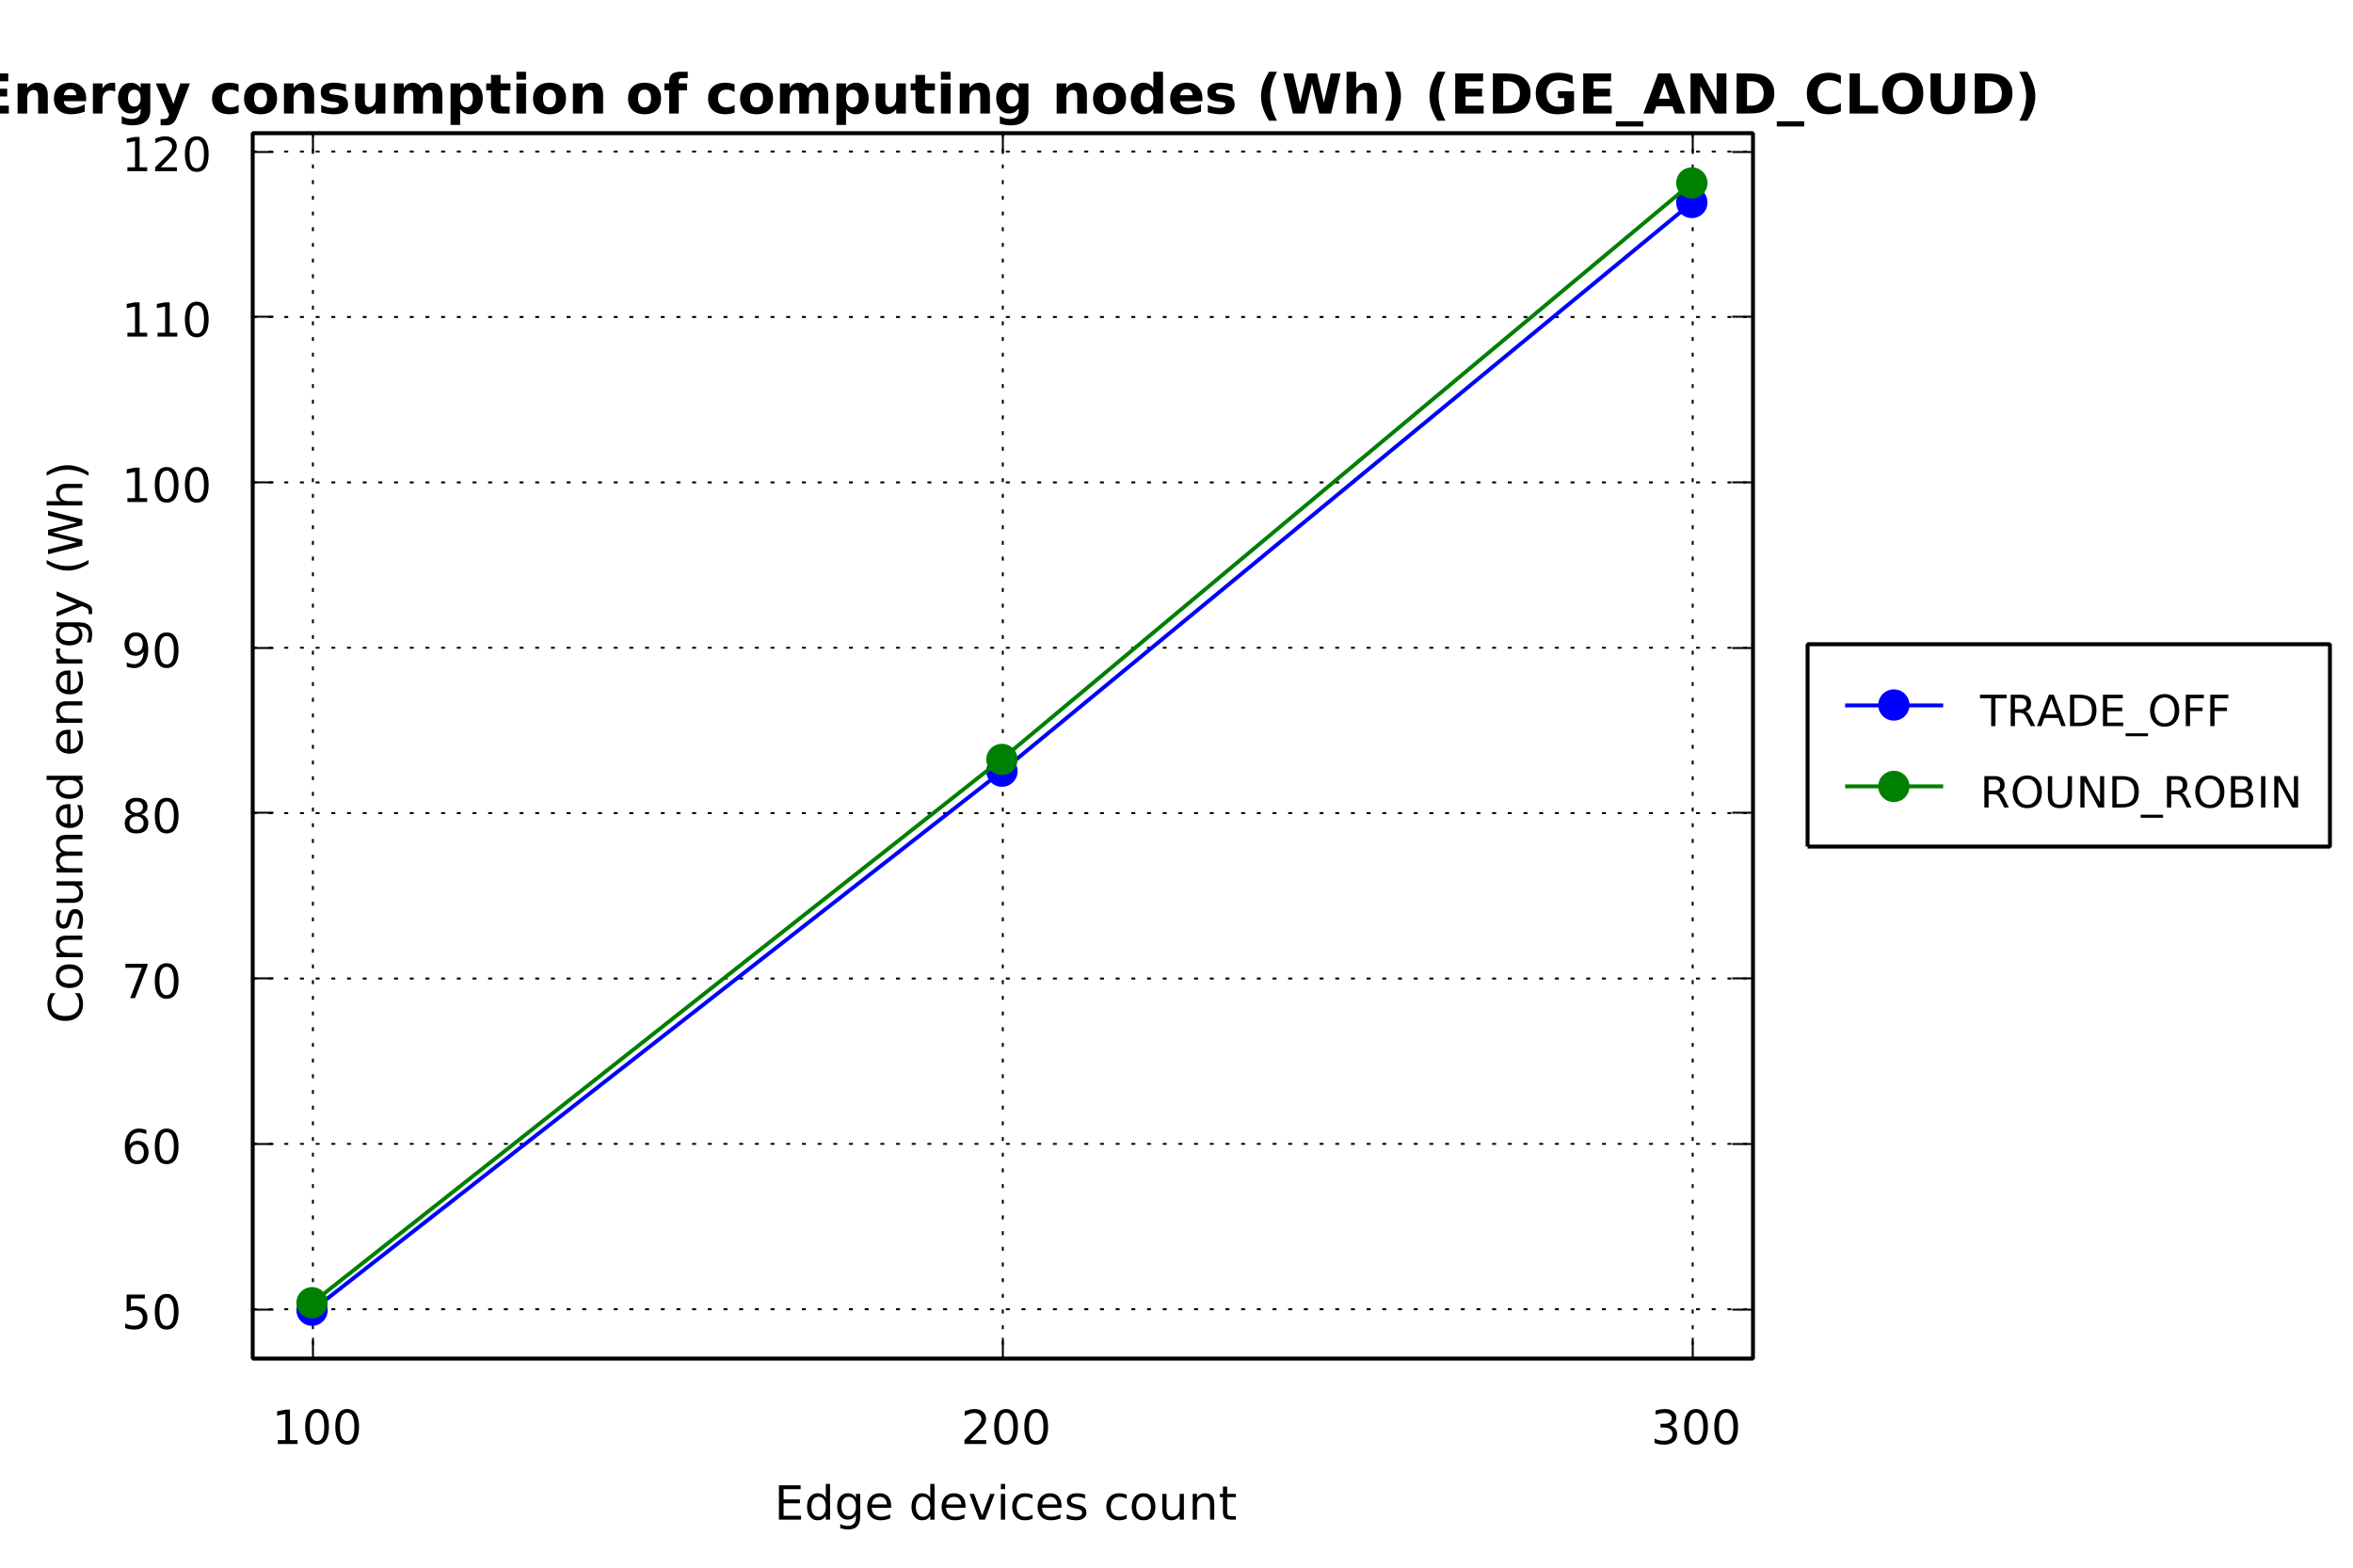 Energy consumption of computing nodes (Wh) (EDGE_AND_CLOUD)
120
110
100
90
80
70
60
50
Consumed energy (Wh)
100 200 300
Edge devices count
TRADE_OFF
ROUND_ROBIN